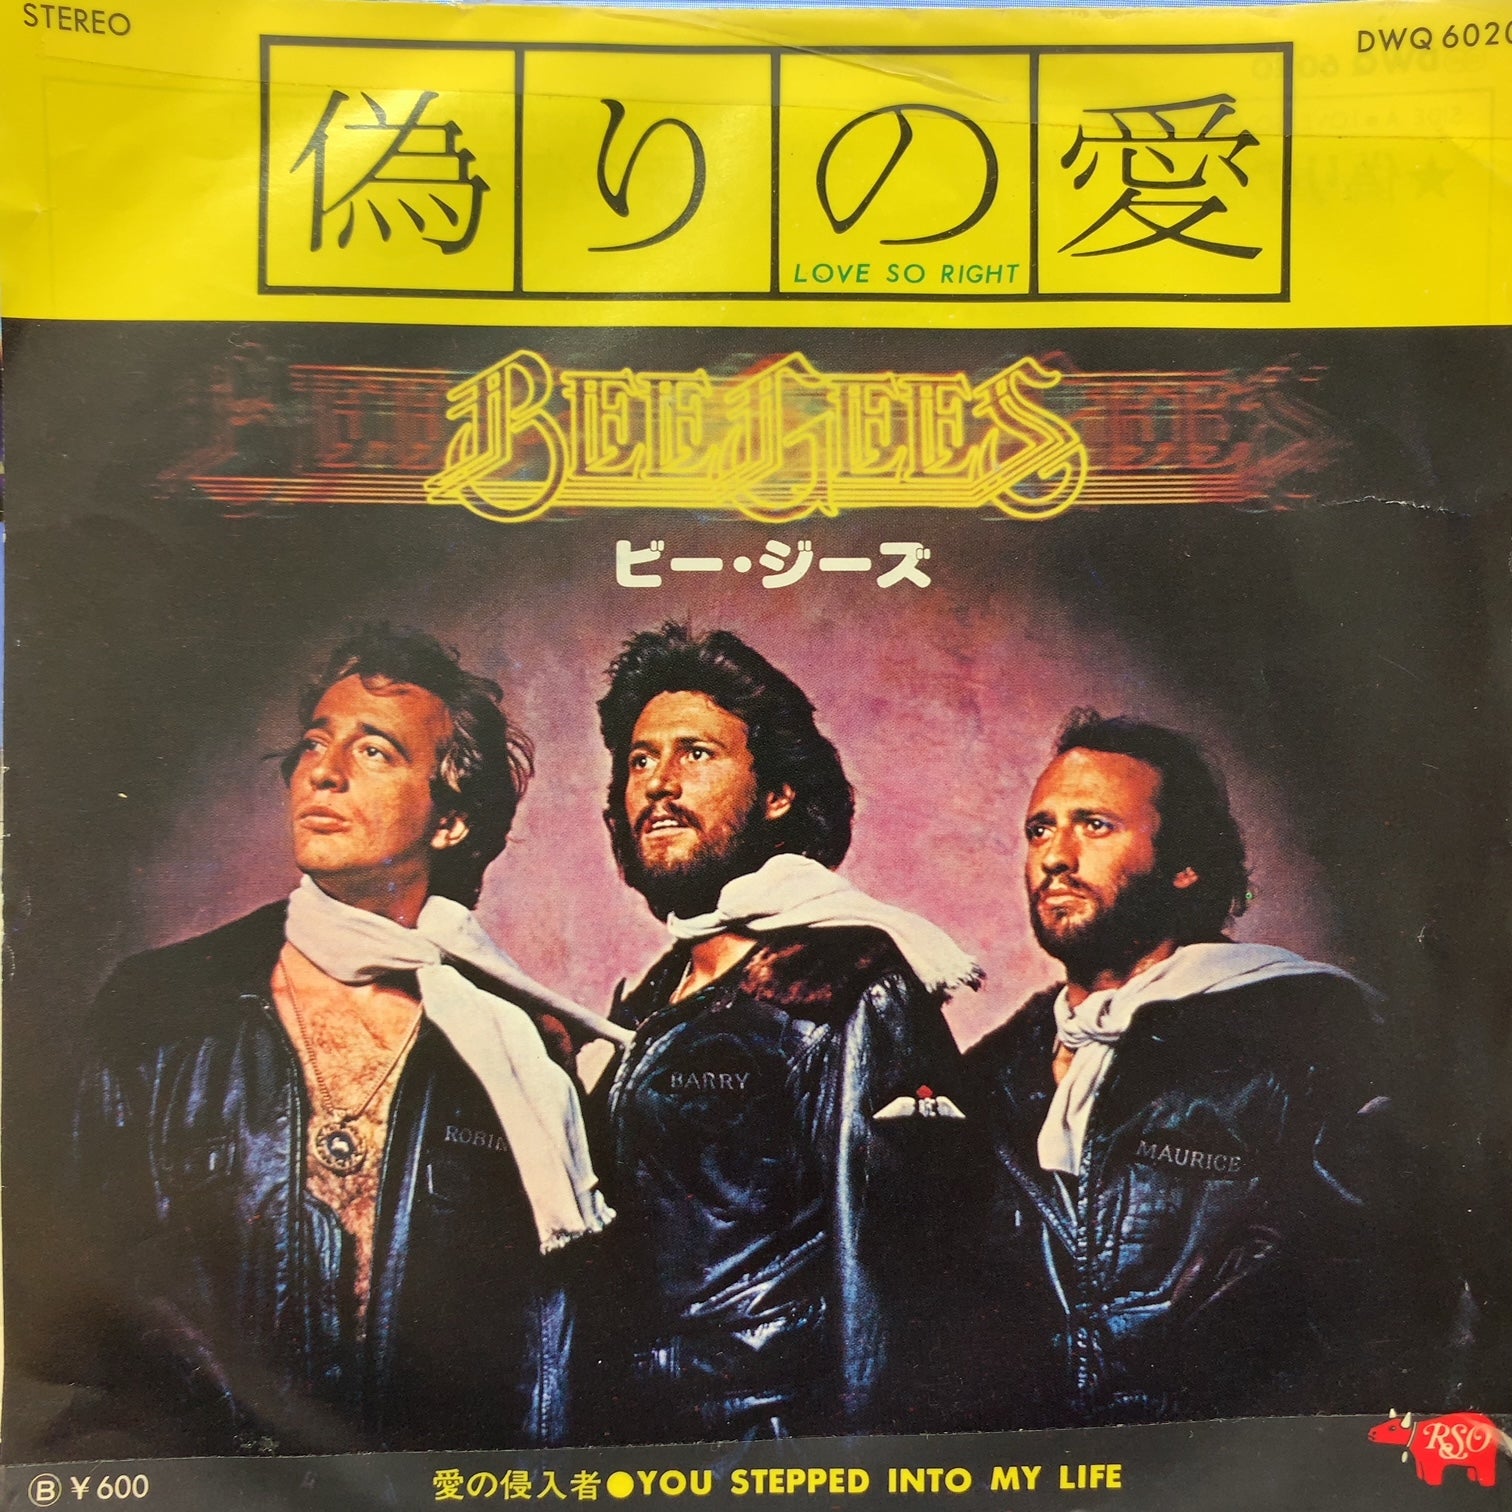 STEREO
DWQ 6020
偽りの愛
LOVE SO RIGHT
BEE GEES
ビー・ジーズ
BARRY
ROBIN
MAURICE
RSO
Ⓑ ¥600
愛の侵入者●YOU STEPPED INTO MY LIFE